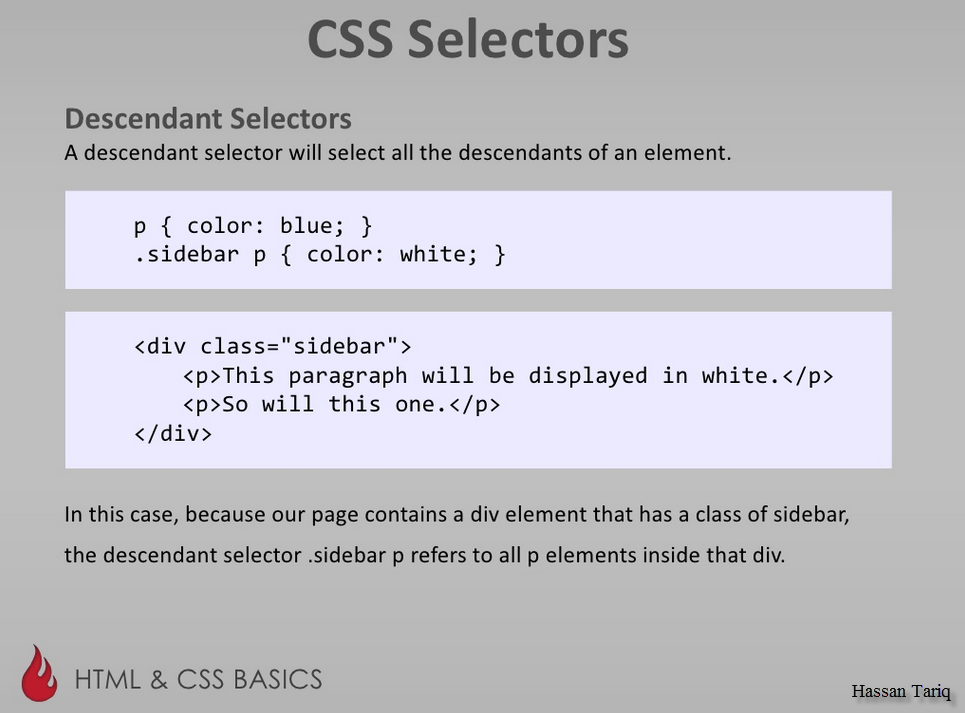 CSS Selectors
Descendant Selectors
A descendant selector will select all the descendants of an element.
p { color: blue; }
.sidebar p { color: white; }
<div class="sidebar">
<p>This paragraph will be displayed in white.</p>
<p>So will this one.</p>
</div>
In this case, because our page contains a div element that has a class of sidebar,
the descendant selector .sidebar p refers to all p elements inside that div.
HTML & CSS BASICS
Hassan Tariq